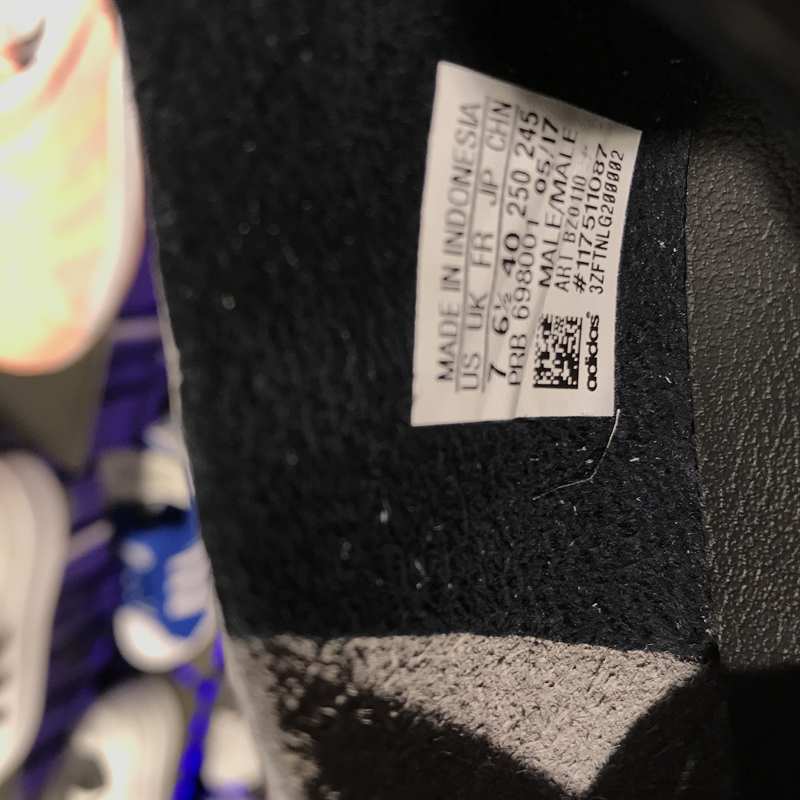 MADE IN INDONESIA
US UK FR JP CHN
7 6½ 40 250 245
PRB 698001 05/17
MALE/MALE
ART BZ0110
#117511087
adidas® 3ZFTNLG200002